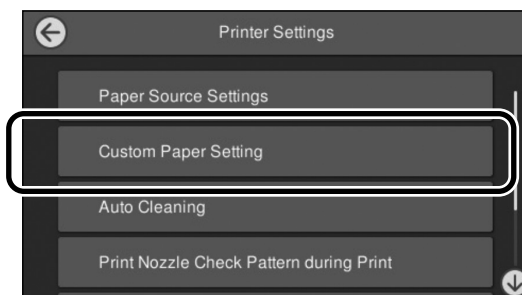 Printer Settings
Paper Source Settings
Custom Paper Setting
Auto Cleaning
Print Nozzle Check Pattern during Print